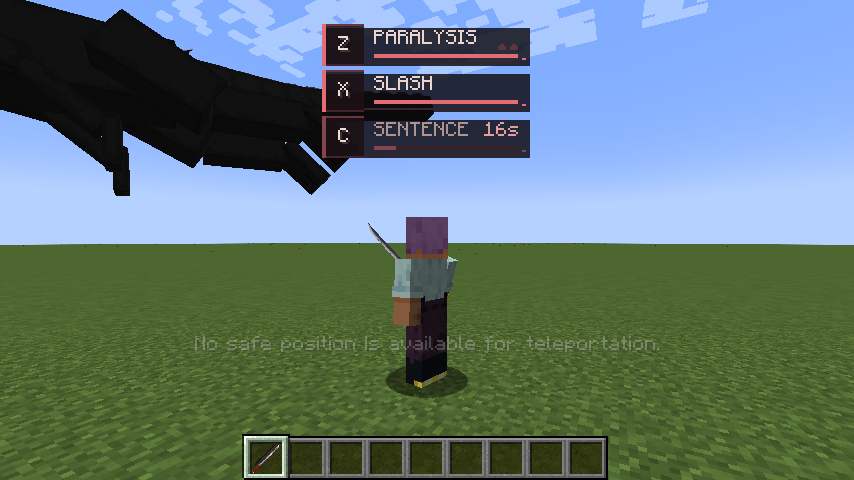 Z PARALYSIS
X SLASH
C SENTENCE 16s
No safe position is available for teleportation.